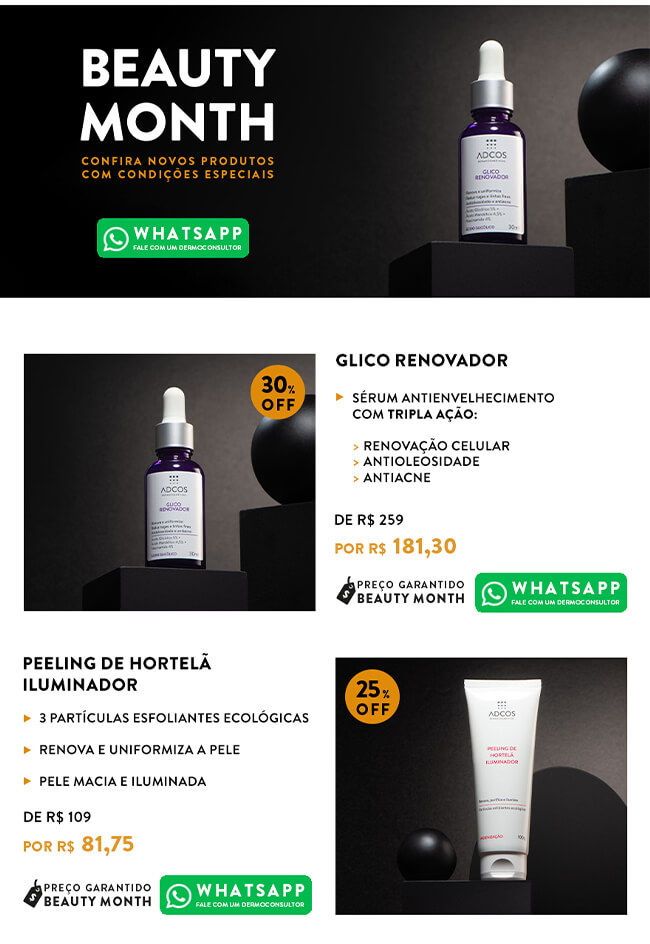 BEAUTY
MONTH
CONFIRA NOVOS PRODUTOS
COM CONDIÇÕES ESPECIAIS
WHATSAPP
FALE COM UM DERMOCONSULTOR
ADCOS
GLICO
RENOVADOR
30ml
30%
OFF
ADCOS
GLICO
RENOVADOR
GLICO RENOVADOR
SÉRUM ANTIENVELHECIMENTO
COM TRIPLA AÇÃO:
> RENOVAÇÃO CELULAR
> ANTIOLEOSIDADE
> ANTIACNE
DE R$ 259
POR R$ 181,30
PREÇO GARANTIDO
BEAUTY MONTH
WHATSAPP
FALE COM UM DERMOCONSULTOR
PEELING DE HORTELÃ
ILUMINADOR
3 PARTÍCULAS ESFOLIANTES ECOLÓGICAS
RENOVA E UNIFORMIZA A PELE
PELE MACIA E ILUMINADA
DE R$ 109
POR R$ 81,75
PREÇO GARANTIDO
BEAUTY MONTH
WHATSAPP
FALE COM UM DERMOCONSULTOR
25%
OFF
ADCOS
PEELING DE
HORTELÃ
ILUMINADOR